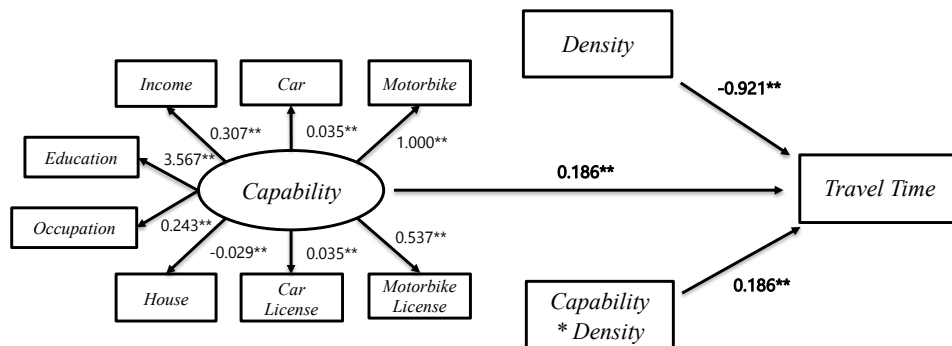 Density
Income
Car
Motorbike
-0.921**
0.307**
0.035**
1.000**
Education
3.567**
Capability
0.186**
Travel Time
Occupation
0.243**
-0.029**
0.035**
0.537**
House
Car
License
Motorbike
License
Capability
* Density
0.186**